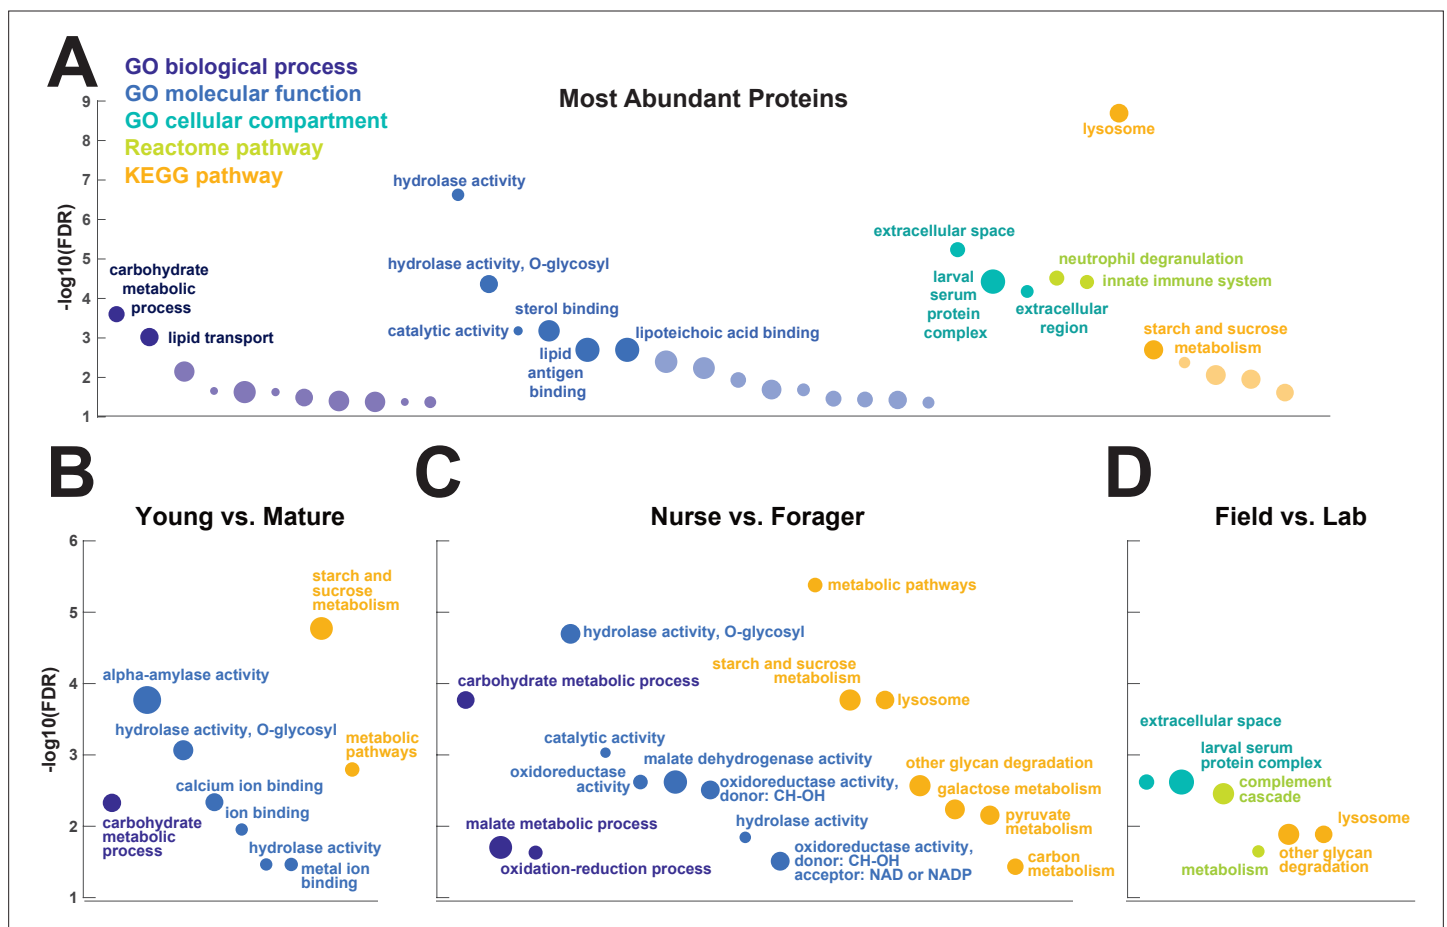 A
GO biological process
GO molecular function
GO cellular compartment
Reactome pathway
KEGG pathway
Most Abundant Proteins
-log10(FDR)
9
8
7
6
5
4
3
2
1
carbohydrate
metabolic
process
lipid transport
hydrolase activity
hydrolase activity, O-glycosyl
catalytic activity
sterol binding
lipid
antigen
binding
lipoteichoic acid binding
extracellular space
larval
serum
protein
complex
extracellular
region
neutrophil degranulation
innate immune system
lysosome
starch and sucrose
metabolism
B
Young vs. Mature
-log10(FDR)
6
5
4
3
2
1
starch and
sucrose
metabolism
alpha-amylase activity
hydrolase activity, O-glycosyl
metabolic
pathways
calcium ion binding
ion binding
carbohydrate
metabolic
process
hydrolase activity
metal ion
binding
C
Nurse vs. Forager
metabolic pathways
hydrolase activity, O-glycosyl
starch and sucrose
metabolism
carbohydrate metabolic process
lysosome
catalytic activity
malate dehydrogenase activity
oxidoreductase
activity
oxidoreductase activity,
donor: CH-OH
other glycan degradation
galactose metabolism
pyruvate
metabolism
hydrolase activity
malate metabolic process
oxidation-reduction process
oxidoreductase activity,
donor: CH-OH
acceptor: NAD or NADP
carbon
metabolism
D
Field vs. Lab
extracellular space
larval serum
protein complex
complement
cascade
lysosome
other glycan
degradation
metabolism